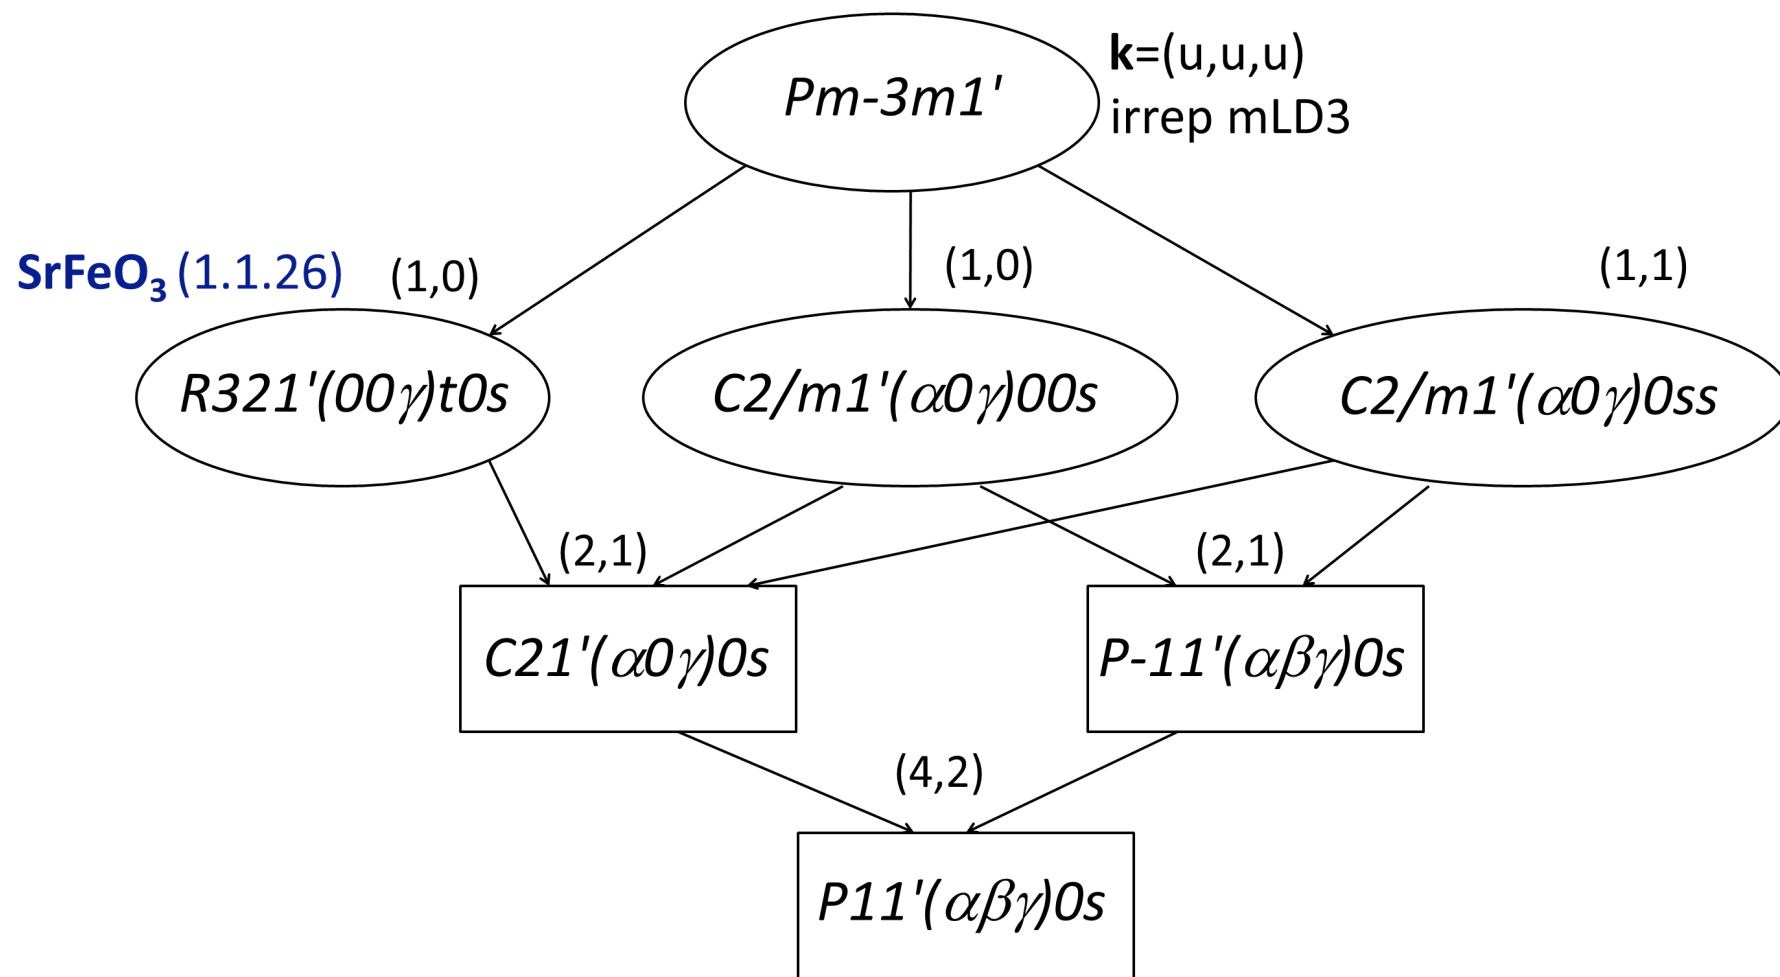 Pm-3m1'
k=(u,u,u)
irrep mLD3
SrFeO₃ (1.1.26)
(1,0)
(1,0)
(1,1)
R321'(00γ)t0s
C2/m1'(α0γ)00s
C2/m1'(α0γ)0ss
(2,1)
(2,1)
C21'(α0γ)0s
P-11'(αβγ)0s
(4,2)
P11'(αβγ)0s